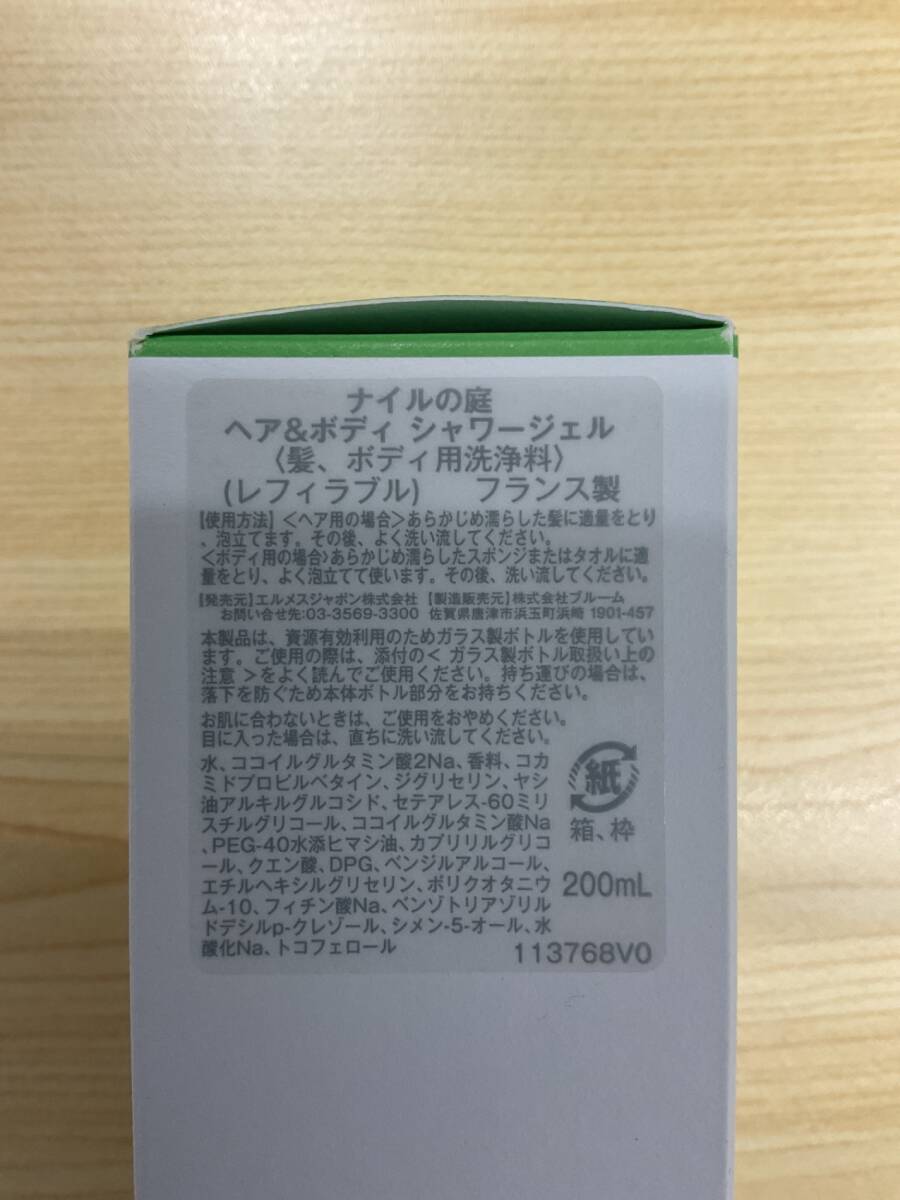 ナイルの庭
ヘア&ボディ シャワージェル
〈髪、ボディ用洗浄料〉
(レフィラブル) フランス製
【使用方法】＜ヘア用の場合＞あらかじめ濡らした髪に適量をとり
、泡立てます。その後、よく洗い流してください。
＜ボディ用の場合＞あらかじめ濡らしたスポンジまたはタオルに適
量をとり、よく泡立てて使います。その後、洗い流してください。
【発売元】エルメスジャポン株式会社 【製造販売元】株式会社ブルーム
お問い合せ先:03-3569-3300 佐賀県唐津市浜玉町浜崎 1901-457
本製品は、資源有効利用のためガラス製ボトルを使用してい
ます。ご使用の際は、添付の＜ ガラス製ボトル取扱い上の
注意 ＞をよく読んでご使用ください。持ち運びの場合は、
落下を防ぐため本体ボトル部分をお持ちください。
お肌に合わないときは、ご使用をおやめください。
目に入った場合は、直ちに洗い流してください。
水、ココイルグルタミン酸2Na、香料、コカ
ミドプロピルベタイン、ジグリセリン、ヤシ
油アルキルグルコシド、セテアレス-60ミリ
スチルグリコール、ココイルグルタミン酸Na
、PEG-40水添ヒマシ油、カプリリルグリコ
ール、クエン酸、DPG、ベンジルアルコール、
エチルヘキシルグリセリン、ポリクオタニウ
ム-10、フィチン酸Na、ベンゾトリアゾリル
ドデシルp-クレゾール、シメン-5-オール、水
酸化Na、トコフェロール
紙
箱、枠
200mL
113768V0